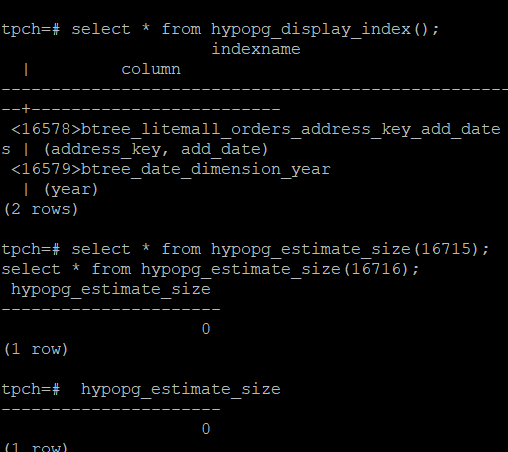 tpch=# select * from hypopg_display_index();
                     indexname
  |         column
---------------------------------------------------
--+-------------------------
 <16578>btree_litemall_orders_address_key_add_date
s | (address_key, add_date)
 <16579>btree_date_dimension_year
  | (year)
(2 rows)
tpch=# select * from hypopg_estimate_size(16715);
select * from hypopg_estimate_size(16716);
 hypopg_estimate_size
----------------------
                    0
(1 row)
tpch=#  hypopg_estimate_size
----------------------
                    0
(1 row)